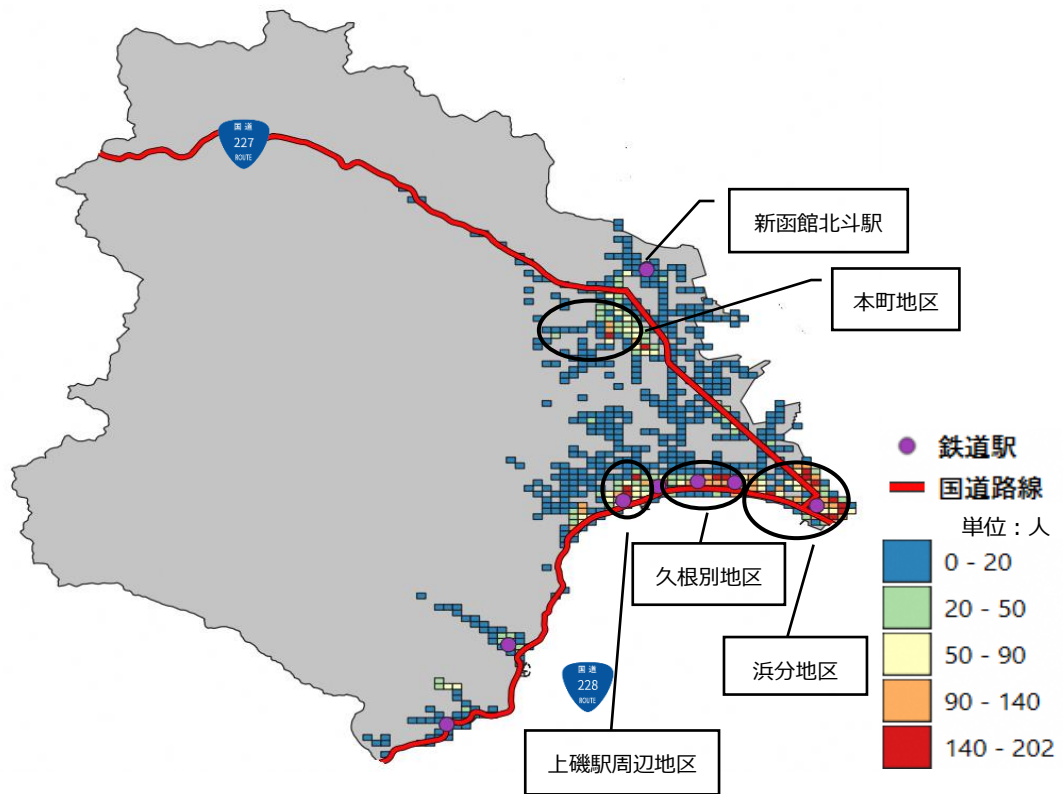 国道
227
ROUTE
新函館北斗駅
本町地区
鉄道駅
国道路線
単位：人
0 - 20
20 - 50
50 - 90
90 - 140
140 - 202
久根別地区
浜分地区
国道
228
ROUTE
上磯駅周辺地区